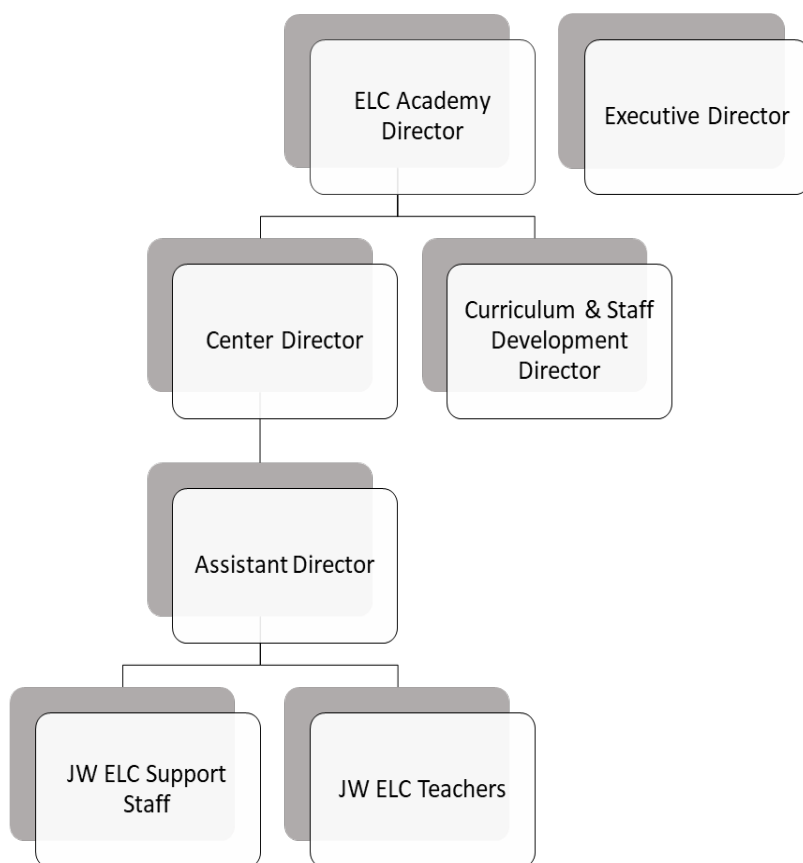 ELC Academy
Director
Executive Director
Center Director
Curriculum & Staff
Development
Director
Assistant Director
JW ELC Support
Staff
JW ELC Teachers